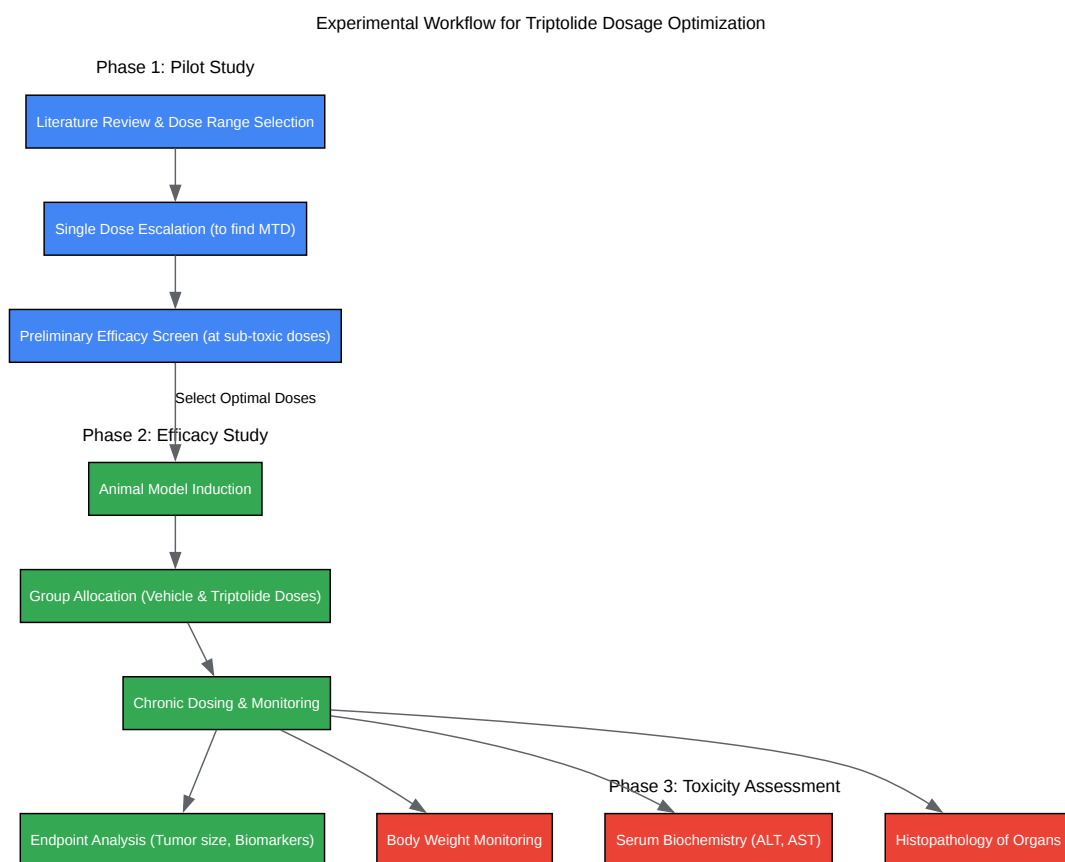 Experimental Workflow for Triptolide Dosage Optimization
Phase 1: Pilot Study
Literature Review & Dose Range Selection
Single Dose Escalation (to find MTD)
Preliminary Efficacy Screen (at sub-toxic doses)
Select Optimal Doses
Phase 2: Efficacy Study
Animal Model Induction
Group Allocation (Vehicle & Triptolide Doses)
Chronic Dosing & Monitoring
Phase 3: Toxicity Assessment
Endpoint Analysis (Tumor size, Biomarkers)
Body Weight Monitoring
Serum Biochemistry (ALT, AST)
Histopathology of Organs